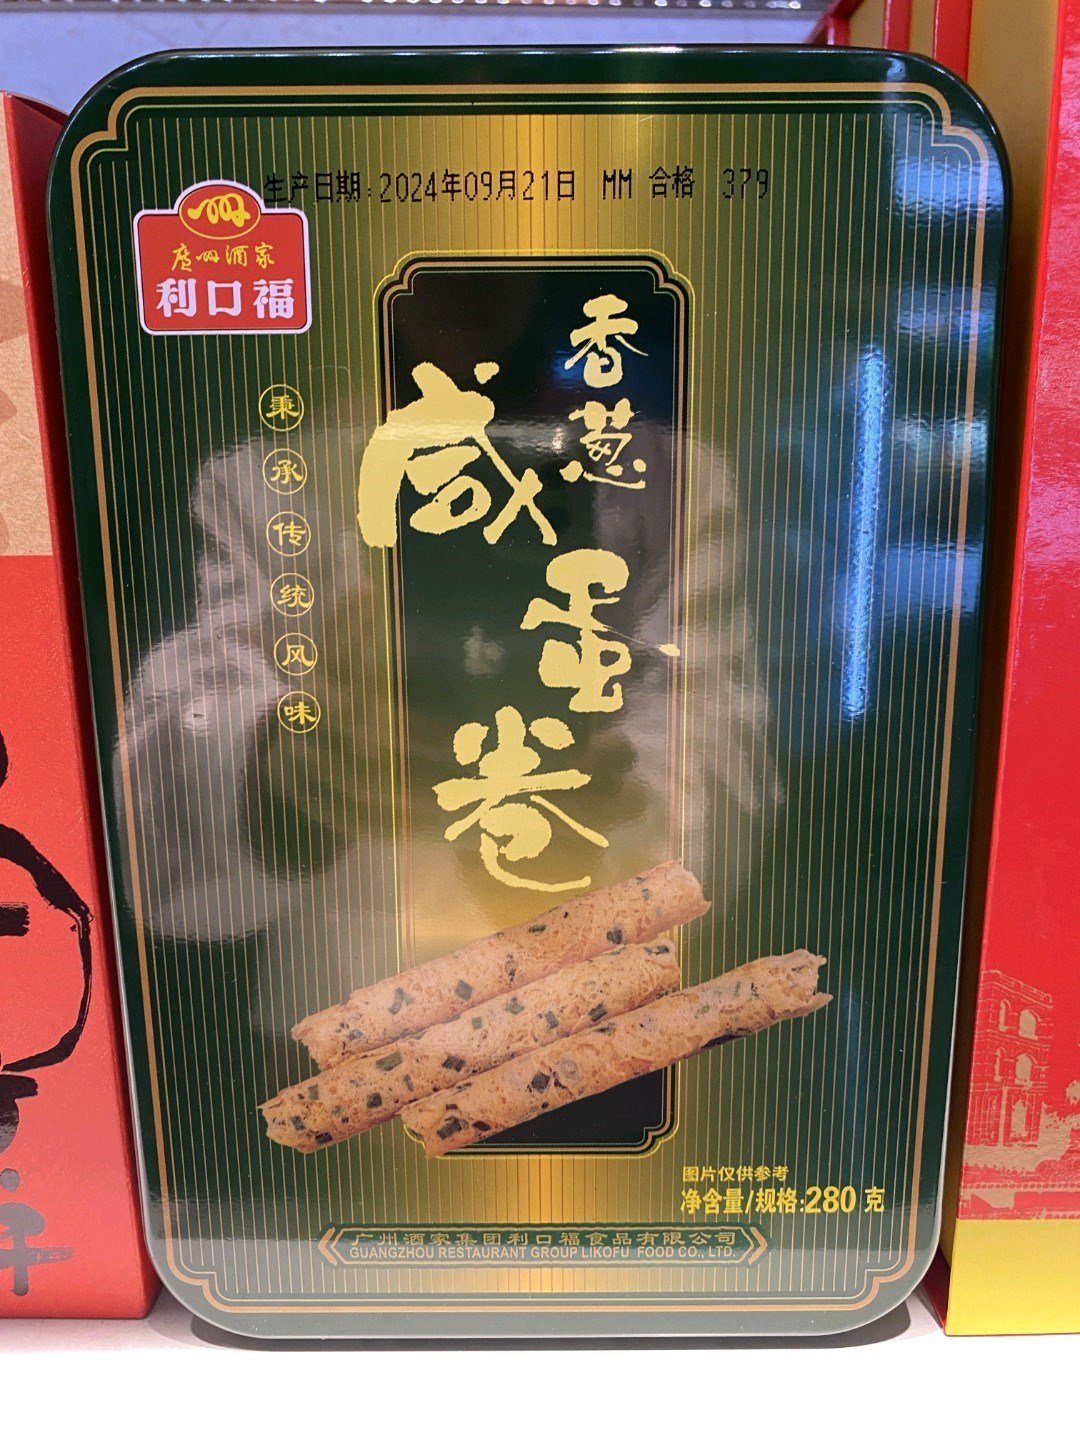 生产日期:2024年09月21日 MM 合格 379
廣州酒家
利口福
香葱
咸蛋卷
秉承传统风味
图片仅供参考
净含量/规格:280克
广州酒家集团利口福食品有限公司
GUANGZHOU RESTAURANT GROUP LIKOFU FOOD CO., LTD.